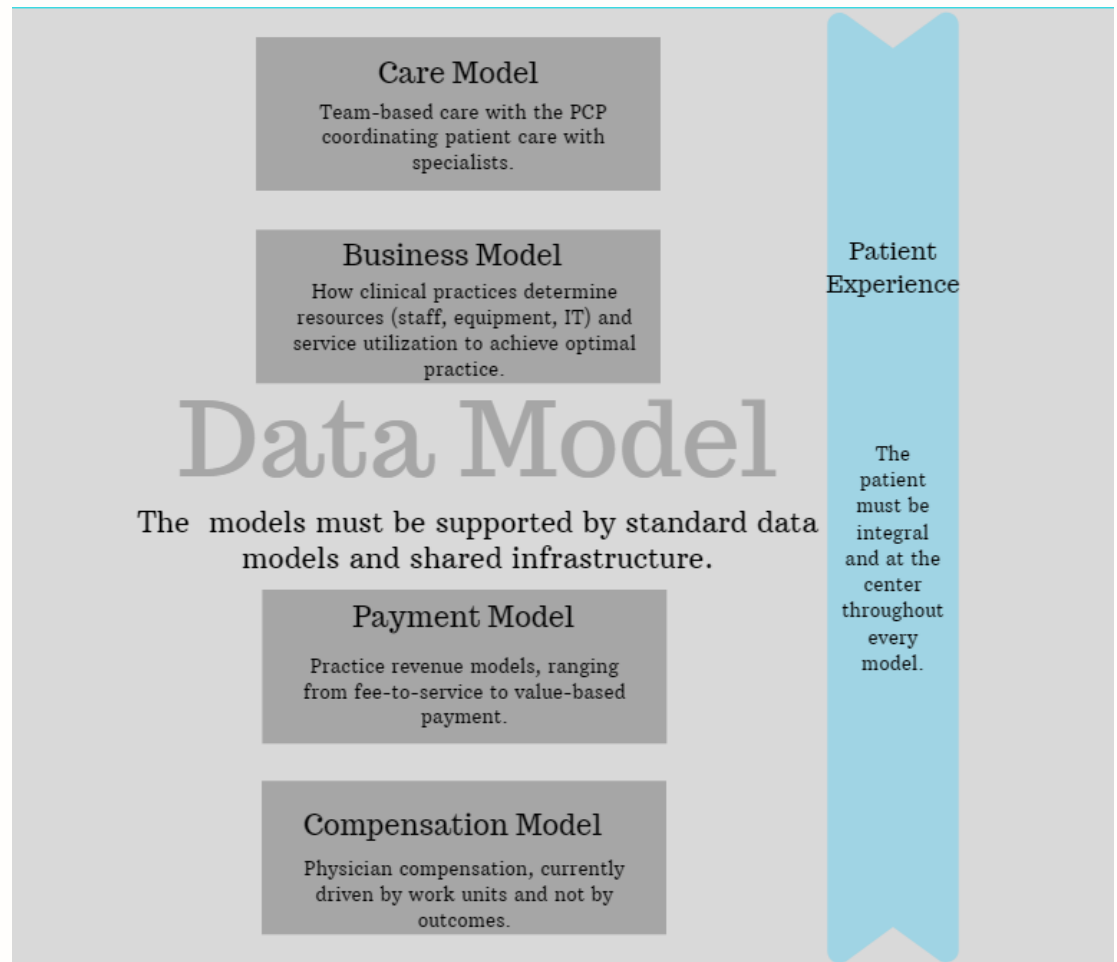 Care Model
Team-based care with the PCP
coordinating patient care with
specialists.
Business Model
How clinical practices determine
resources (staff, equipment, IT) and
service utilization to achieve optimal
practice.
Data Model
The models must be supported by standard data
models and shared infrastructure.
Payment Model
Practice revenue models, ranging
from fee-to-service to value-based
payment.
Compensation Model
Physician compensation, currently
driven by work units and not by
outcomes.
Patient
Experience
The
patient
must be
integral
and at the
center
throughout
every
model.